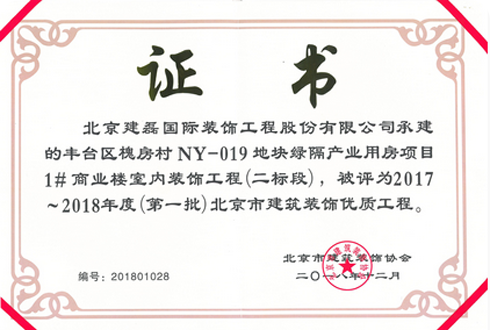 证书
北京建磊国际装饰工程股份有限公司承建
的丰台区槐房村NY-019地块绿隔产业用房项目
1#商业楼室内装饰工程(二标段)，被评为2017
～2018年度(第一批)北京市建筑装饰优质工程。
北京市建筑装饰协会
编号：201801028
二〇一八年十二月